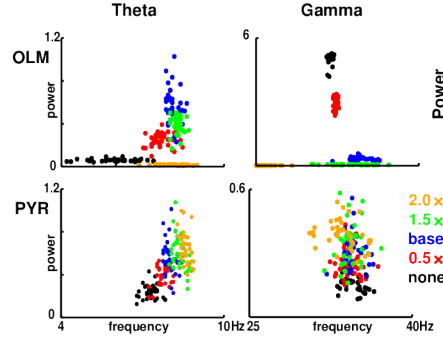 Theta Gamma
OLM
1.2
power
0
6
Power
PYR
1.2
power
0
4 frequency 10Hz
0.6
25 frequency 40Hz
2.0×
1.5×
base
0.5×
none